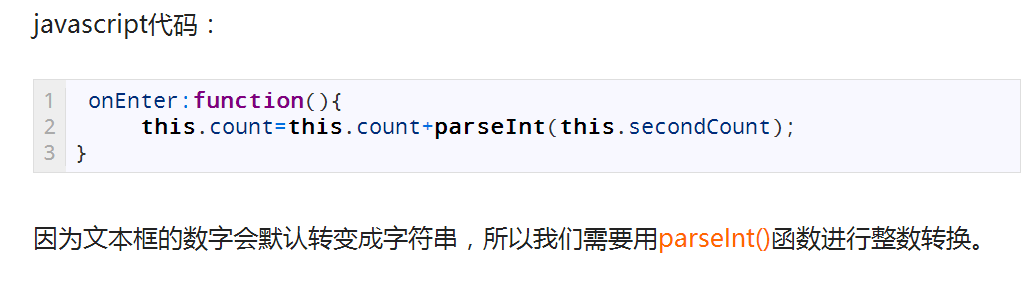 javascript代码：
1 onEnter:function(){
2 this.count=this.count+parseInt(this.secondCount);
3 }
因为文本框的数字会默认转变成字符串，所以我们需要用parseInt()函数进行整数转换。